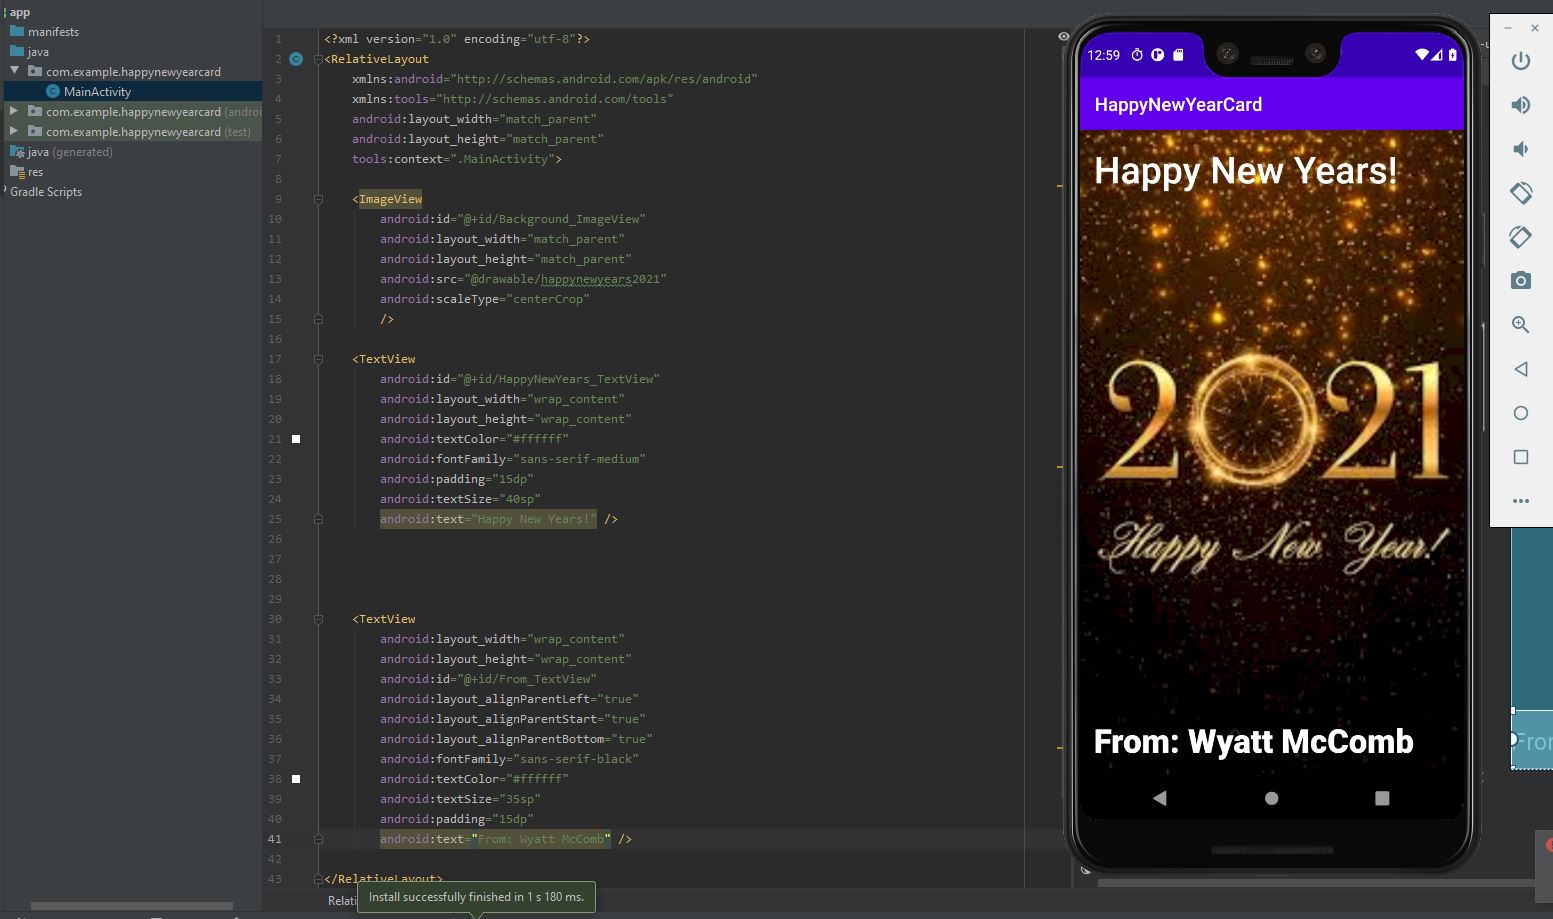 app
manifests
java
com.example.happynewyearcard
MainActivity
com.example.happynewyearcard (androi
com.example.happynewyearcard (test)
java (generated)
res
Gradle Scripts
1 <?xml version="1.0" encoding="utf-8"?>
2 <RelativeLayout
3 xmlns:android="http://schemas.android.com/apk/res/android"
4 xmlns:tools="http://schemas.android.com/tools"
5 android:layout_width="match_parent"
6 android:layout_height="match_parent"
7 tools:context=".MainActivity">
8
9 <ImageView
10 android:id="@+id/Background_ImageView"
11 android:layout_width="match_parent"
12 android:layout_height="match_parent"
13 android:src="@drawable/happynewyears2021"
14 android:scaleType="centerCrop"
15 />
16
17 <TextView
18 android:id="@+id/HappyNewYears_TextView"
19 android:layout_width="wrap_content"
20 android:layout_height="wrap_content"
21 android:textColor="#ffffff"
22 android:fontFamily="sans-serif-medium"
23 android:padding="15dp"
24 android:textSize="40sp"
25 android:text="Happy New Years!" />
26
27
28
29
30 <TextView
31 android:layout_width="wrap_content"
32 android:layout_height="wrap_content"
33 android:id="@+id/From_TextView"
34 android:layout_alignParentLeft="true"
35 android:layout_alignParentStart="true"
36 android:layout_alignParentBottom="true"
37 android:fontFamily="sans-serif-black"
38 android:textColor="#ffffff"
39 android:textSize="35sp"
40 android:padding="15dp"
41 android:text="From: Wyatt McComb" />
42
43 </RelativeLayout>
Relati
Install successfully finished in 1 s 180 ms.
12:59
HappyNewYearCard
Happy New Years!
2021
Happy New Year!
From: Wyatt McComb
From